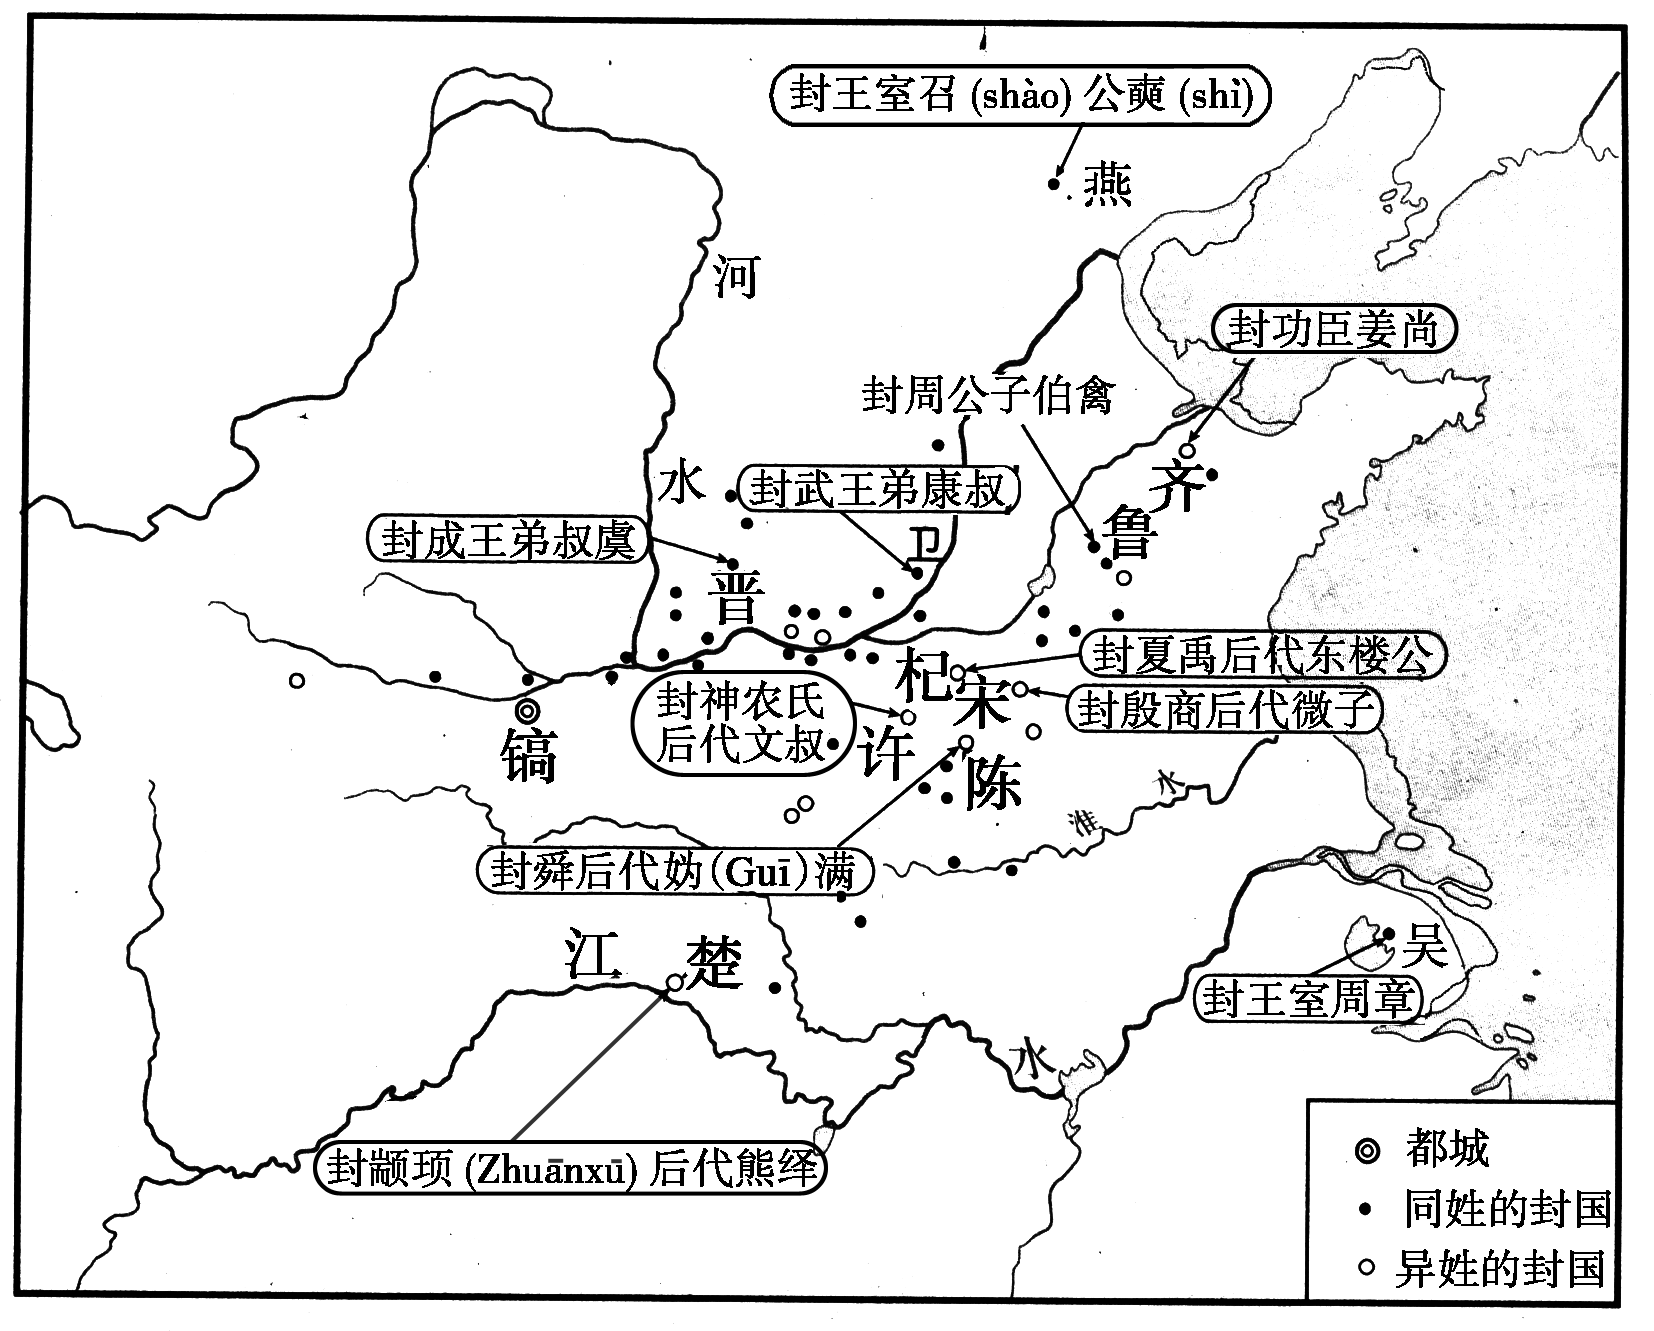 封王室召(shào)公奭(shì)
燕
河
封功臣姜尚
封周公子伯禽
水
封武王弟康叔
齐
鲁
封成王弟叔虞
卫
晋
封夏禹后代东楼公
杞
宋
封殷商后代微子
封神农氏
后代文叔
许
镐
陈
淮
水
封舜后代妫(Guī)满
江
楚
吴
封王室周章
水
封颛顼(Zhuānxū)后代熊绎
都城
同姓的封国
异姓的封国